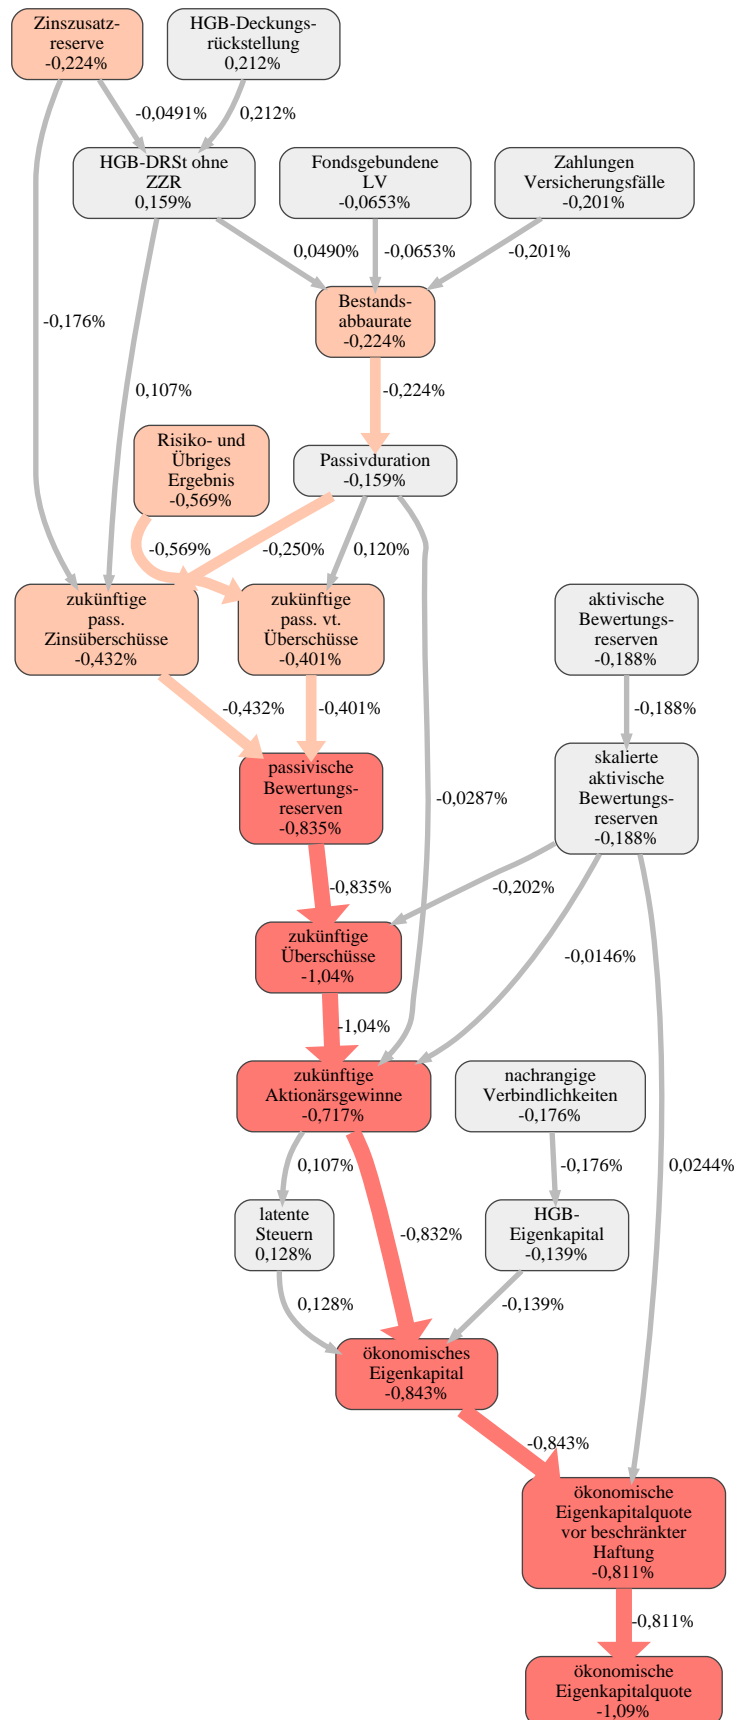 Zinszusatz-
reserve
-0,224%
HGB-Deckungs-
rückstellung
0,212%
-0,0491%
0,212%
HGB-DRSt ohne
ZZR
0,159%
Fondsgebundene
LV
-0,0653%
Zahlungen
Versicherungsfälle
-0,201%
0,0490%
-0,0653%
-0,201%
-0,176%
Bestands-
abbaurate
-0,224%
0,107%
-0,224%
Risiko- und
Übriges
Ergebnis
-0,569%
Passivduration
-0,159%
-0,569%
-0,250%
0,120%
zukünftige
pass.
Zinsüberschüsse
-0,432%
zukünftige
pass. vt.
Überschüsse
-0,401%
aktivische
Bewertungs-
reserven
-0,188%
-0,432%
-0,401%
-0,188%
passivische
Bewertungs-
reserven
-0,835%
-0,0287%
skalierte
aktivische
Bewertungs-
reserven
-0,188%
-0,835%
-0,202%
zukünftige
Überschüsse
-1,04%
-0,0146%
-1,04%
zukünftige
Aktionärsgewinne
-0,717%
nachrangige
Verbindlichkeiten
-0,176%
0,107%
-0,176%
0,0244%
latente
Steuern
0,128%
-0,832%
HGB-
Eigenkapital
-0,139%
0,128%
-0,139%
ökonomisches
Eigenkapital
-0,843%
-0,843%
ökonomische
Eigenkapitalquote
vor beschränkter
Haftung
-0,811%
-0,811%
ökonomische
Eigenkapitalquote
-1,09%